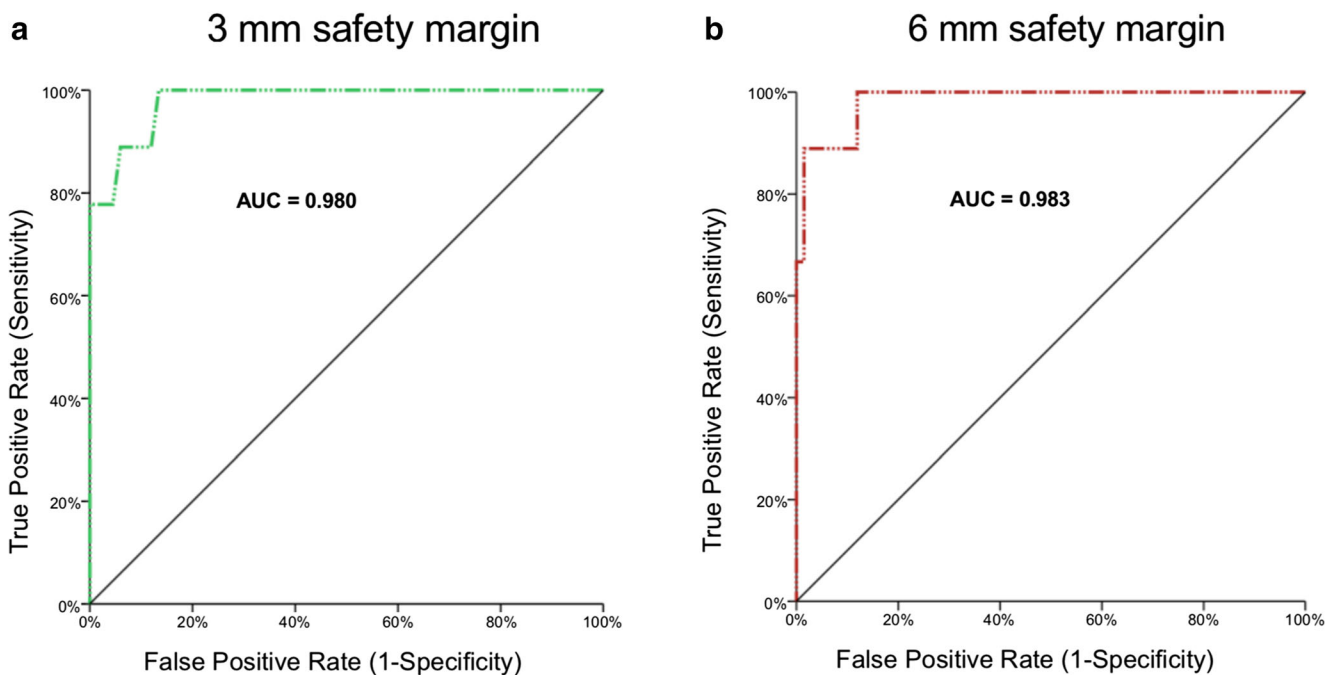 a
3 mm safety margin
100%
80%
60%
40%
20%
0%
True Positive Rate (Sensitivity)
AUC = 0.980
0%
20%
40%
60%
80%
100%
False Positive Rate (1-Specificity)
b
6 mm safety margin
100%
80%
60%
40%
20%
0%
True Positive Rate (Sensitivity)
AUC = 0.983
0%
20%
40%
60%
80%
100%
False Positive Rate (1-Specificity)